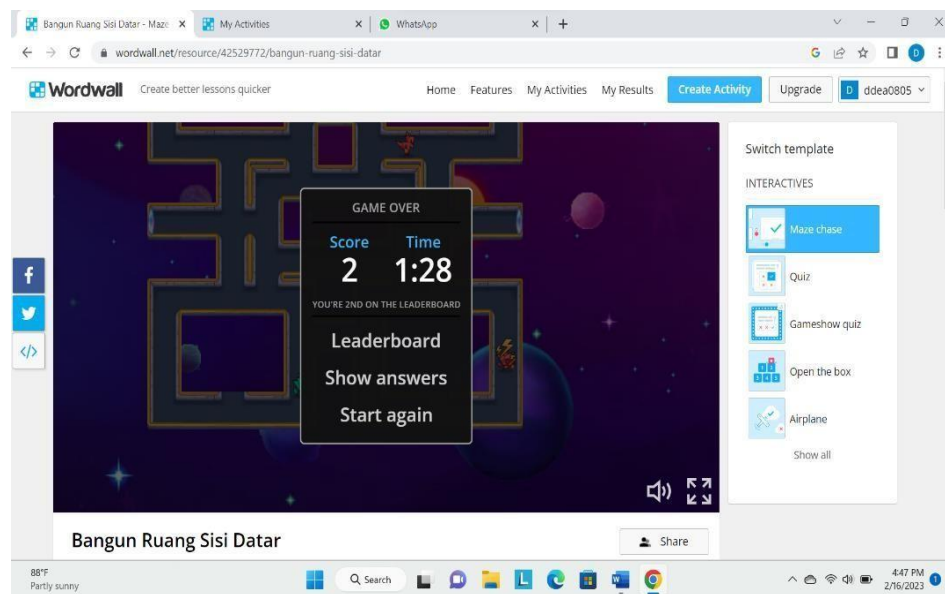 Bangun Ruang Sisi Datar - Maze
My Activities
WhatsApp
wordwall.net/resource/42529772/bangun-ruang-sisi-datar
Wordwall
Create better lessons quicker
Home
Features
My Activities
My Results
Create Activity
Upgrade
D
ddea0805
GAME OVER
Score
Time
2
1:28
YOU'RE 2ND ON THE LEADERBOARD
Leaderboard
Show answers
Start again
Switch template
INTERACTIVES
Maze chase
Quiz
Gameshow quiz
Open the box
Airplane
Show all
Bangun Ruang Sisi Datar
Share
88°F
Partly sunny
Search
4:47 PM
2/16/2023